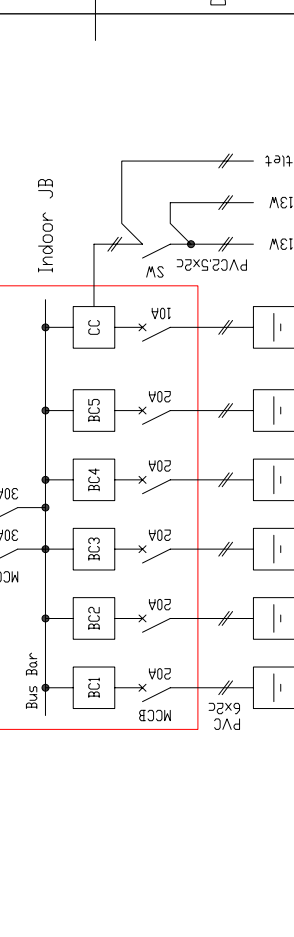 tlet
13W
13W
PVC2.5x2c
SW
Indoor JB
CC
10A
BC5
20A
BC4
20A
30A
BC3
20A
30A
MCC
BC2
20A
Bus Bar
BC1
20A
MCCB
PVC
6x2c